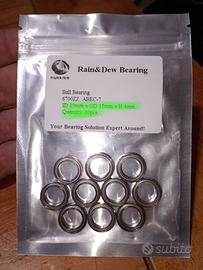 Rain&Dew Bearing
Ball Bearing
6700ZZ ABEC-7
ID 10mm x OD 15mm x H 4mm
Quantity: 10pcs
Your Bearing Solution Expert Around!
subito